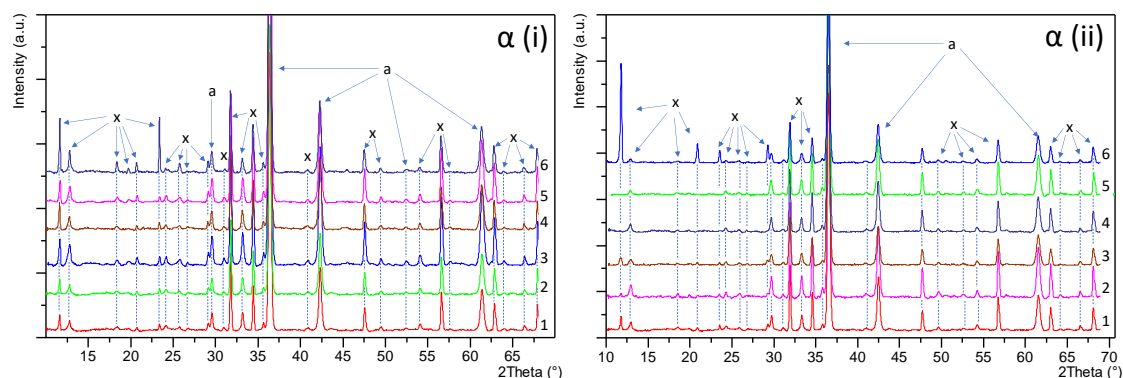 Intensity (a.u.)
α (i)
a
x
a
x
x
x
x
x
x
x
x
x
6
5
4
3
2
1
15 20 25 30 35 40 45 50 55 60 65
2Theta (°)
Intensity (a.u.)
α (ii)
a
x
x
x
x
x
6
5
4
3
2
1
10 15 20 25 30 35 40 45 50 55 60 65 70
2Theta (°)